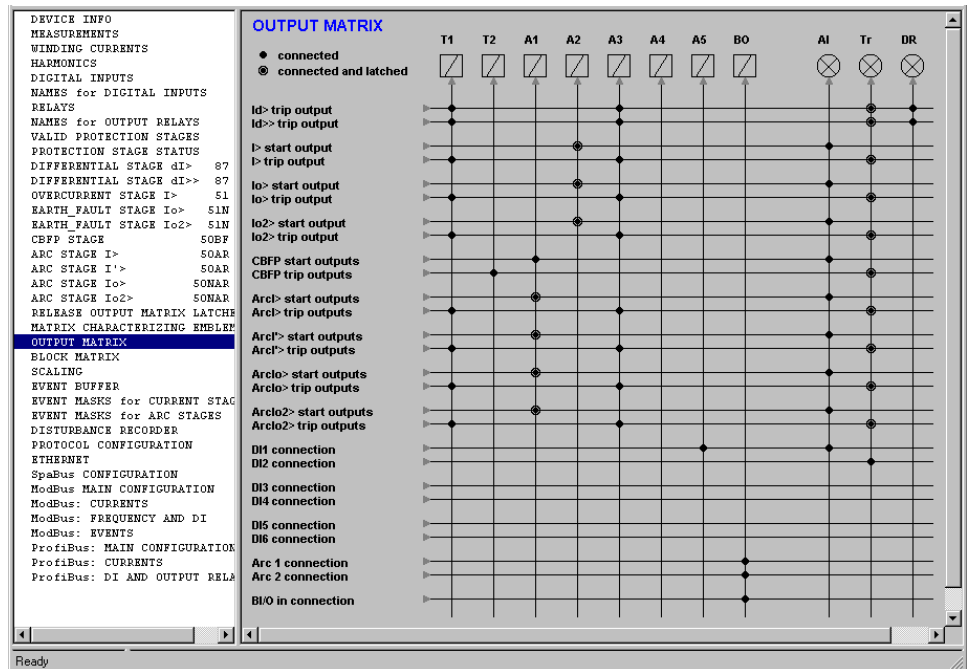 DEVICE INFO
MEASUREMENTS
WINDING CURRENTS
HARMONICS
DIGITAL INPUTS
NAMES for DIGITAL INPUTS
RELAYS
NAMES for OUTPUT RELAYS
VALID PROTECTION STAGES
PROTECTION STAGE STATUS
DIFFERENTIAL STAGE dI> 87
DIFFERENTIAL STAGE dI>> 87
OVERCURRENT STAGE I> 51
EARTH_FAULT STAGE Io> 51N
EARTH_FAULT STAGE Io2> 51N
CBFP STAGE 50BF
ARC STAGE I> 50AR
ARC STAGE I'> 50AR
ARC STAGE Io> 50NAR
ARC STAGE Io2> 50NAR
RELEASE OUTPUT MATRIX LATCHE
MATRIX CHARACTERIZING EMBLEM
OUTPUT MATRIX
BLOCK MATRIX
SCALING
EVENT BUFFER
EVENT MASKS for CURRENT STAG
EVENT MASKS for ARC STAGES
DISTURBANCE RECORDER
PROTOCOL CONFIGURATION
ETHERNET
SpaBus CONFIGURATION
ModBus MAIN CONFIGURATION
ModBus: CURRENTS
ModBus: FREQUENCY AND DI
ModBus: EVENTS
ProfiBus: MAIN CONFIGURATION
ProfiBus: CURRENTS
ProfiBus: DI AND OUTPUT RELA
OUTPUT MATRIX
connected
connected and latched
T1 T2 A1 A2 A3 A4 A5 BO Al Tr DR
Id> trip output
Id>> trip output
I> start output
I> trip output
Io> start output
Io> trip output
Io2> start output
Io2> trip output
CBFP start outputs
CBFP trip outputs
ArcI> start outputs
ArcI> trip outputs
ArcI'> start outputs
ArcI'> trip outputs
ArcIo> start outputs
ArcIo> trip outputs
ArcIo2> start outputs
ArcIo2> trip outputs
DI1 connection
DI2 connection
DI3 connection
DI4 connection
DI5 connection
DI6 connection
Arc 1 connection
Arc 2 connection
BI/O in connection
Ready